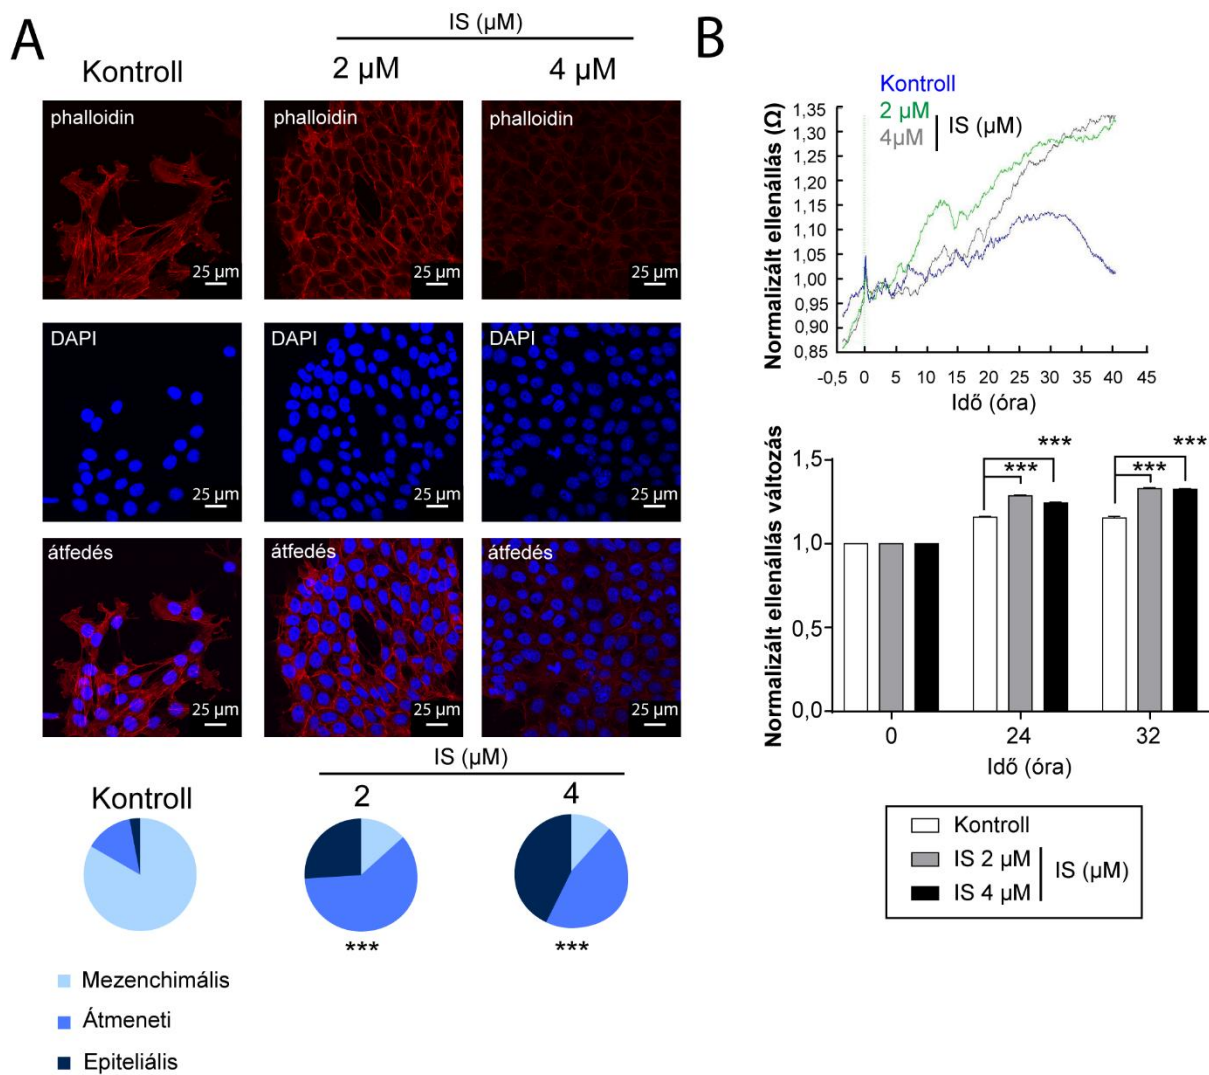 A
IS (µM)
Kontroll
2 µM
4 µM
phalloidin
phalloidin
phalloidin
25 µm
25 µm
25 µm
DAPI
DAPI
DAPI
25 µm
25 µm
25 µm
átfedés
átfedés
átfedés
25 µm
25 µm
25 µm
IS (µM)
Kontroll
2
4
***
***
Mezenchimális
Átmeneti
Epiteliális
B
Kontroll
2 µM
4µM
IS (µM)
Normalizált ellenállás (Ω)
1,35
1,30
1,25
1,20
1,15
1,10
1,05
1,00
0,95
0,90
0,85
-0,5 0 5 10 15 20 25 30 35 40 45
Idő (óra)
Normalizált ellenállás változás
1,5
1,0
0,5
0,0
***
***
***
***
0 24 32
Idő (óra)
Kontroll
IS 2 µM
IS 4 µM
IS (µM)